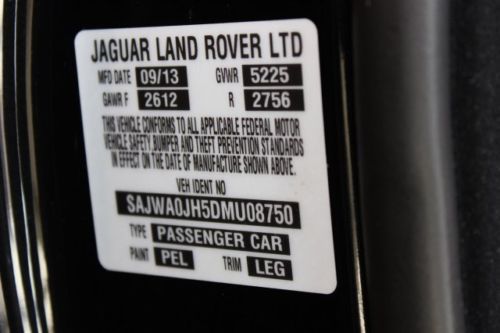 JAGUAR LAND ROVER LTD
MFD DATE 09/13 GVWR 5225
GAWR F 2612 R 2756
THIS VEHICLE CONFORMS TO ALL APPLICABLE FEDERAL MOTOR
VEHICLE SAFETY BUMPER AND THEFT PREVENTION STANDARDS
IN EFFECT ON THE DATE OF MANUFACTURE SHOWN ABOVE.
VEH IDENT NO
SAJWA0JH5DMU08750
TYPE PASSENGER CAR
PAINT PEL TRIM LEG